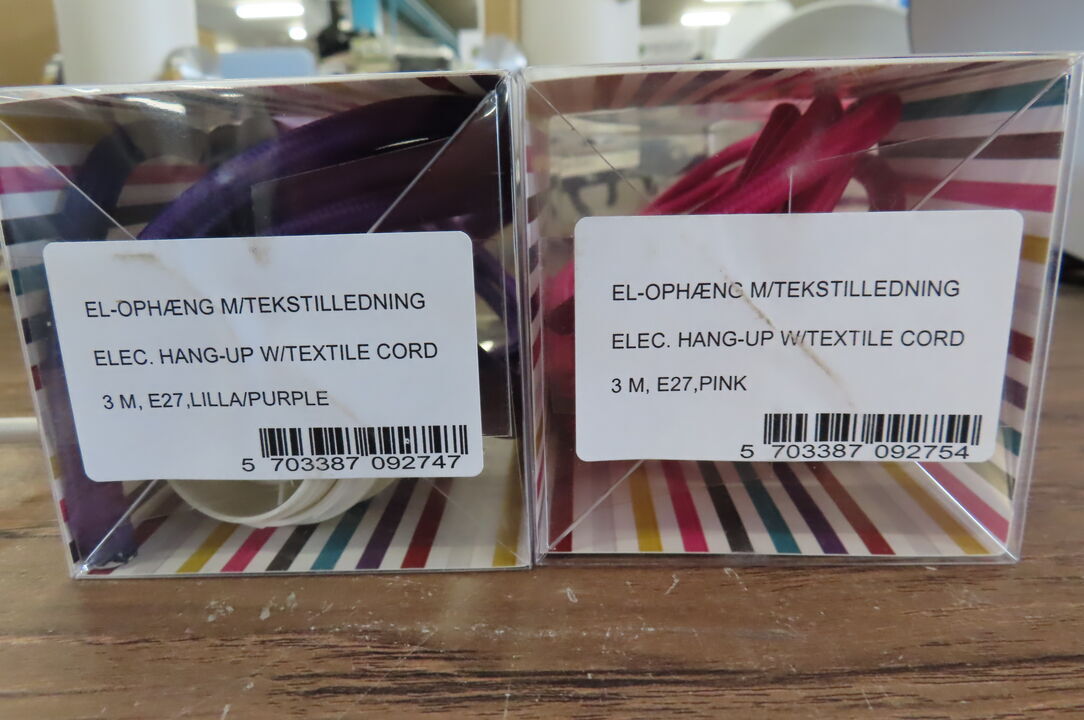 EL-OPHÆNG M/TEKSTILLEDNING
ELEC. HANG-UP W/TEXTILE CORD
3 M, E27,LILLA/PURPLE
5 703387 092747
EL-OPHÆNG M/TEKSTILLEDNING
ELEC. HANG-UP W/TEXTILE CORD
3 M, E27,PINK
5 703387 092754